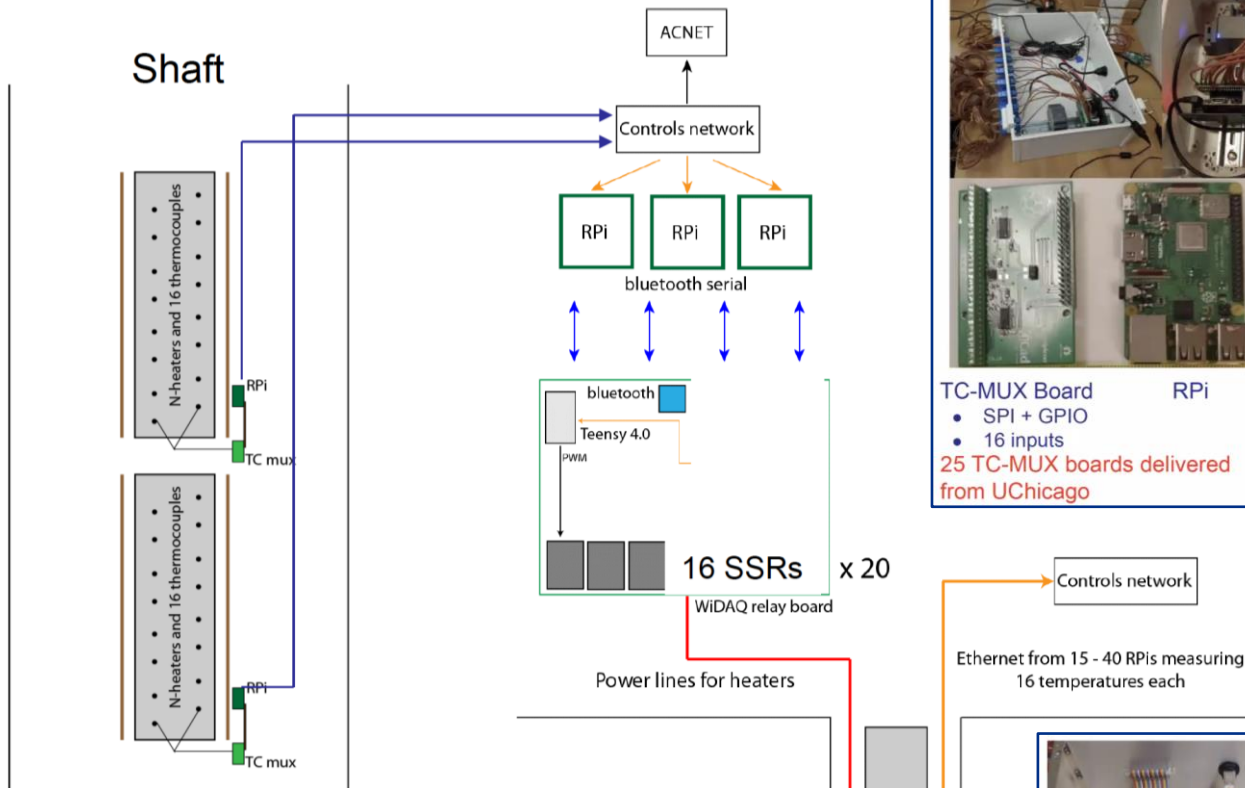 Shaft
N-heaters and 16 thermocouples
RPi
TC mux
N-heaters and 16 thermocouples
RPi
TC mux
ACNET
Controls network
RPi
RPi
RPi
bluetooth serial
bluetooth
Teensy 4.0
PWM
16 SSRs
x 20
WiDAQ relay board
Power lines for heaters
TC-MUX Board
RPi
• SPI + GPIO
• 16 inputs
25 TC-MUX boards delivered
from UChicago
Controls network
Ethernet from 15 - 40 RPis measuring
16 temperatures each